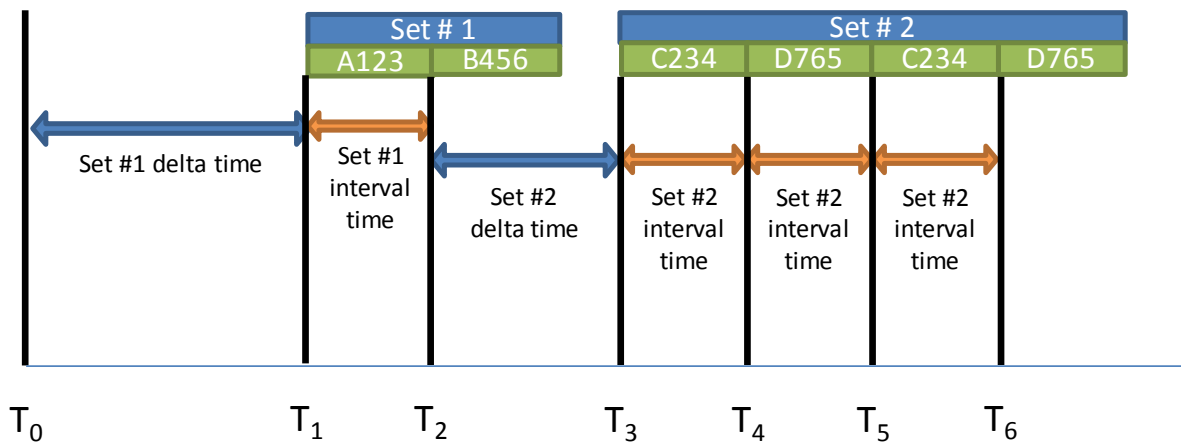 Set # 1
Set # 2
A123 B456 C234 D765 C234 D765
Set #1 delta time
Set #1
interval
time
Set #2
delta time
Set #2
interval
time
Set #2
interval
time
Set #2
interval
time
T0 T1 T2 T3 T4 T5 T6